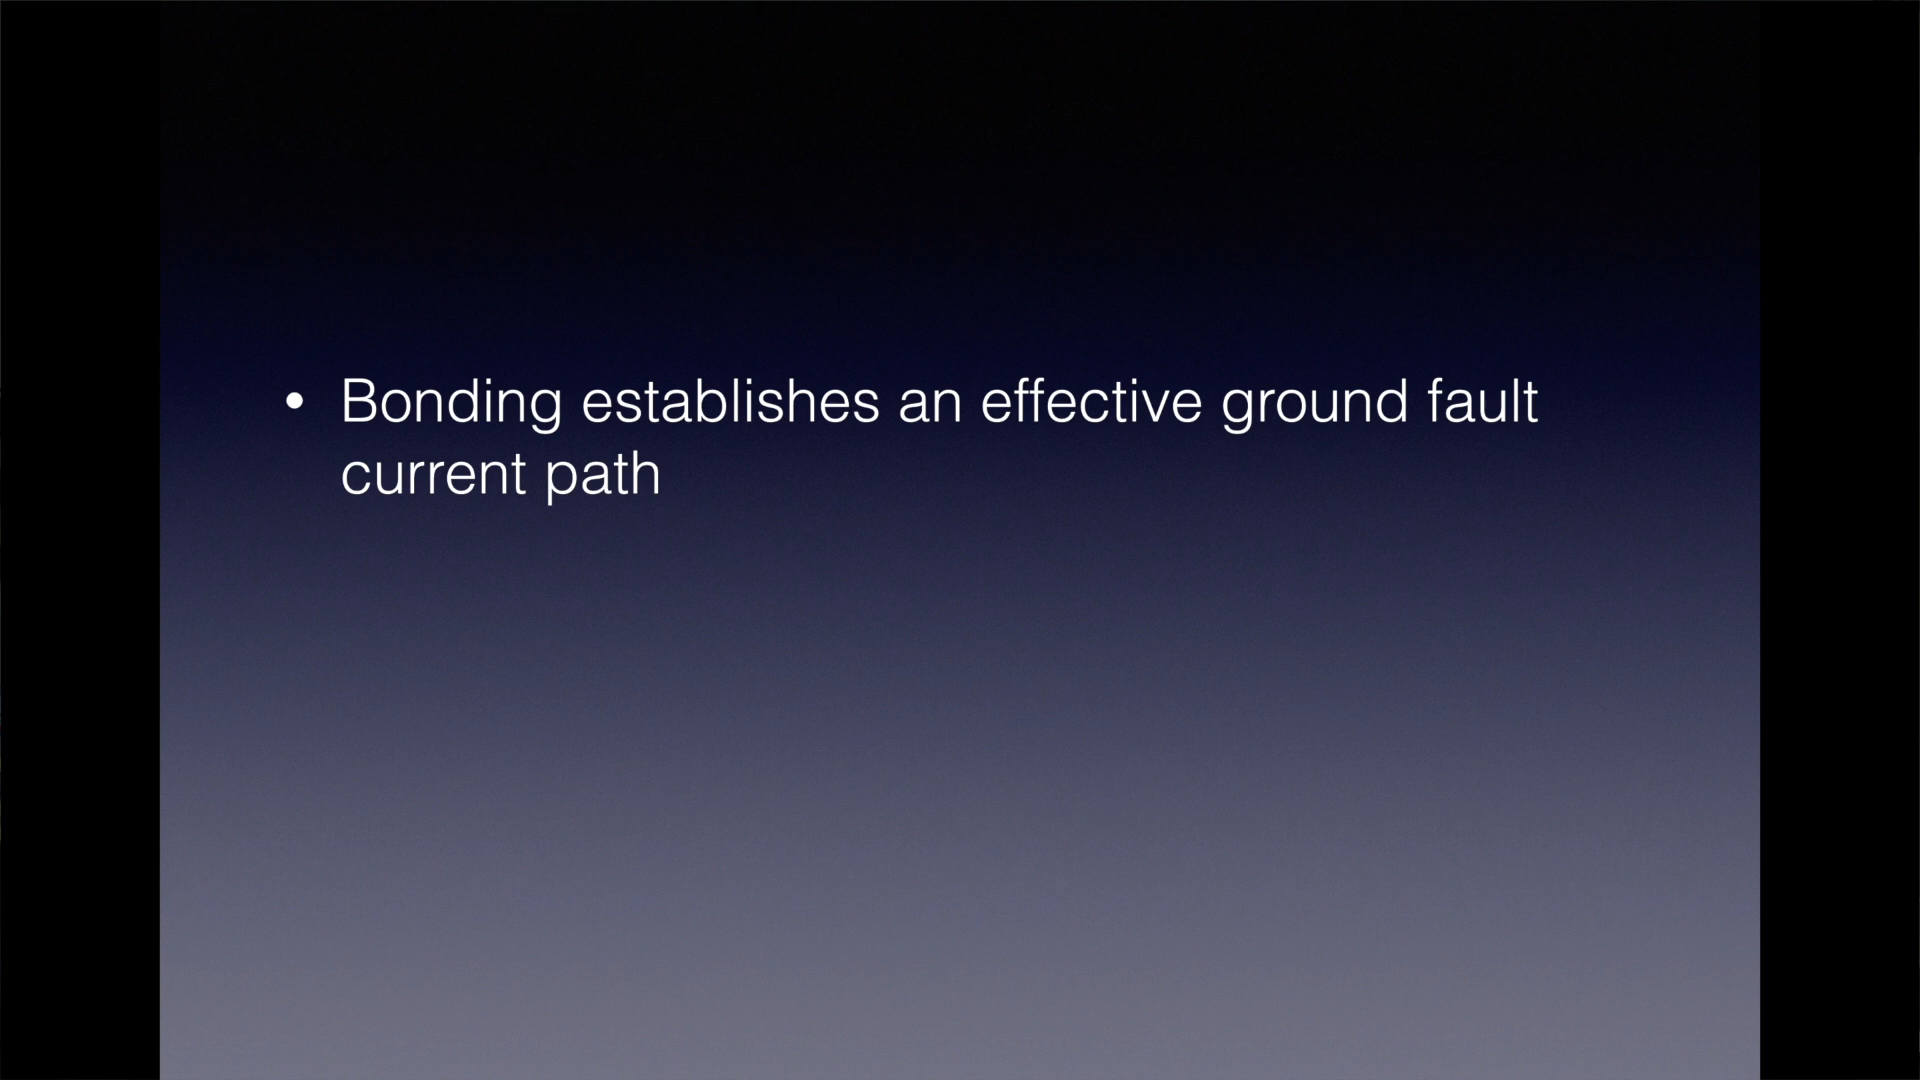 • Bonding establishes an effective ground fault
current path